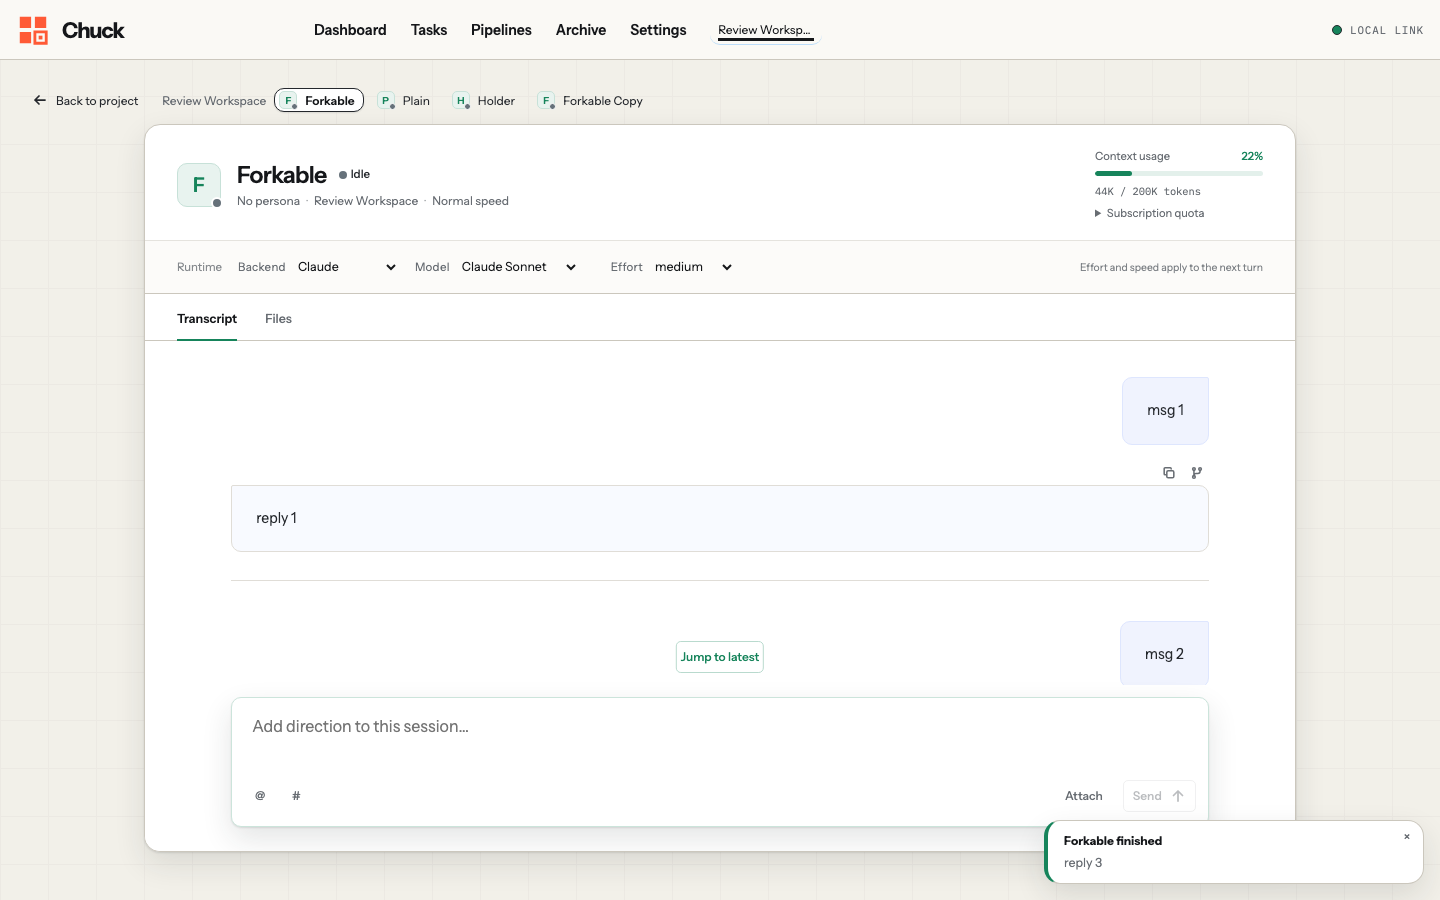 Chuck
Dashboard Tasks Pipelines Archive Settings Review Worksp...
LOCAL LINK
Back to project Review Workspace F Forkable P Plain H Holder F Forkable Copy
F
Forkable Idle
No persona · Review Workspace · Normal speed
Context usage 22%
44K / 200K tokens
Subscription quota
Runtime Backend Claude Model Claude Sonnet Effort medium Effort and speed apply to the next turn
Transcript Files
msg 1
reply 1
msg 2
Jump to latest
Add direction to this session...
@ # Attach Send
Forkable finished ×
reply 3